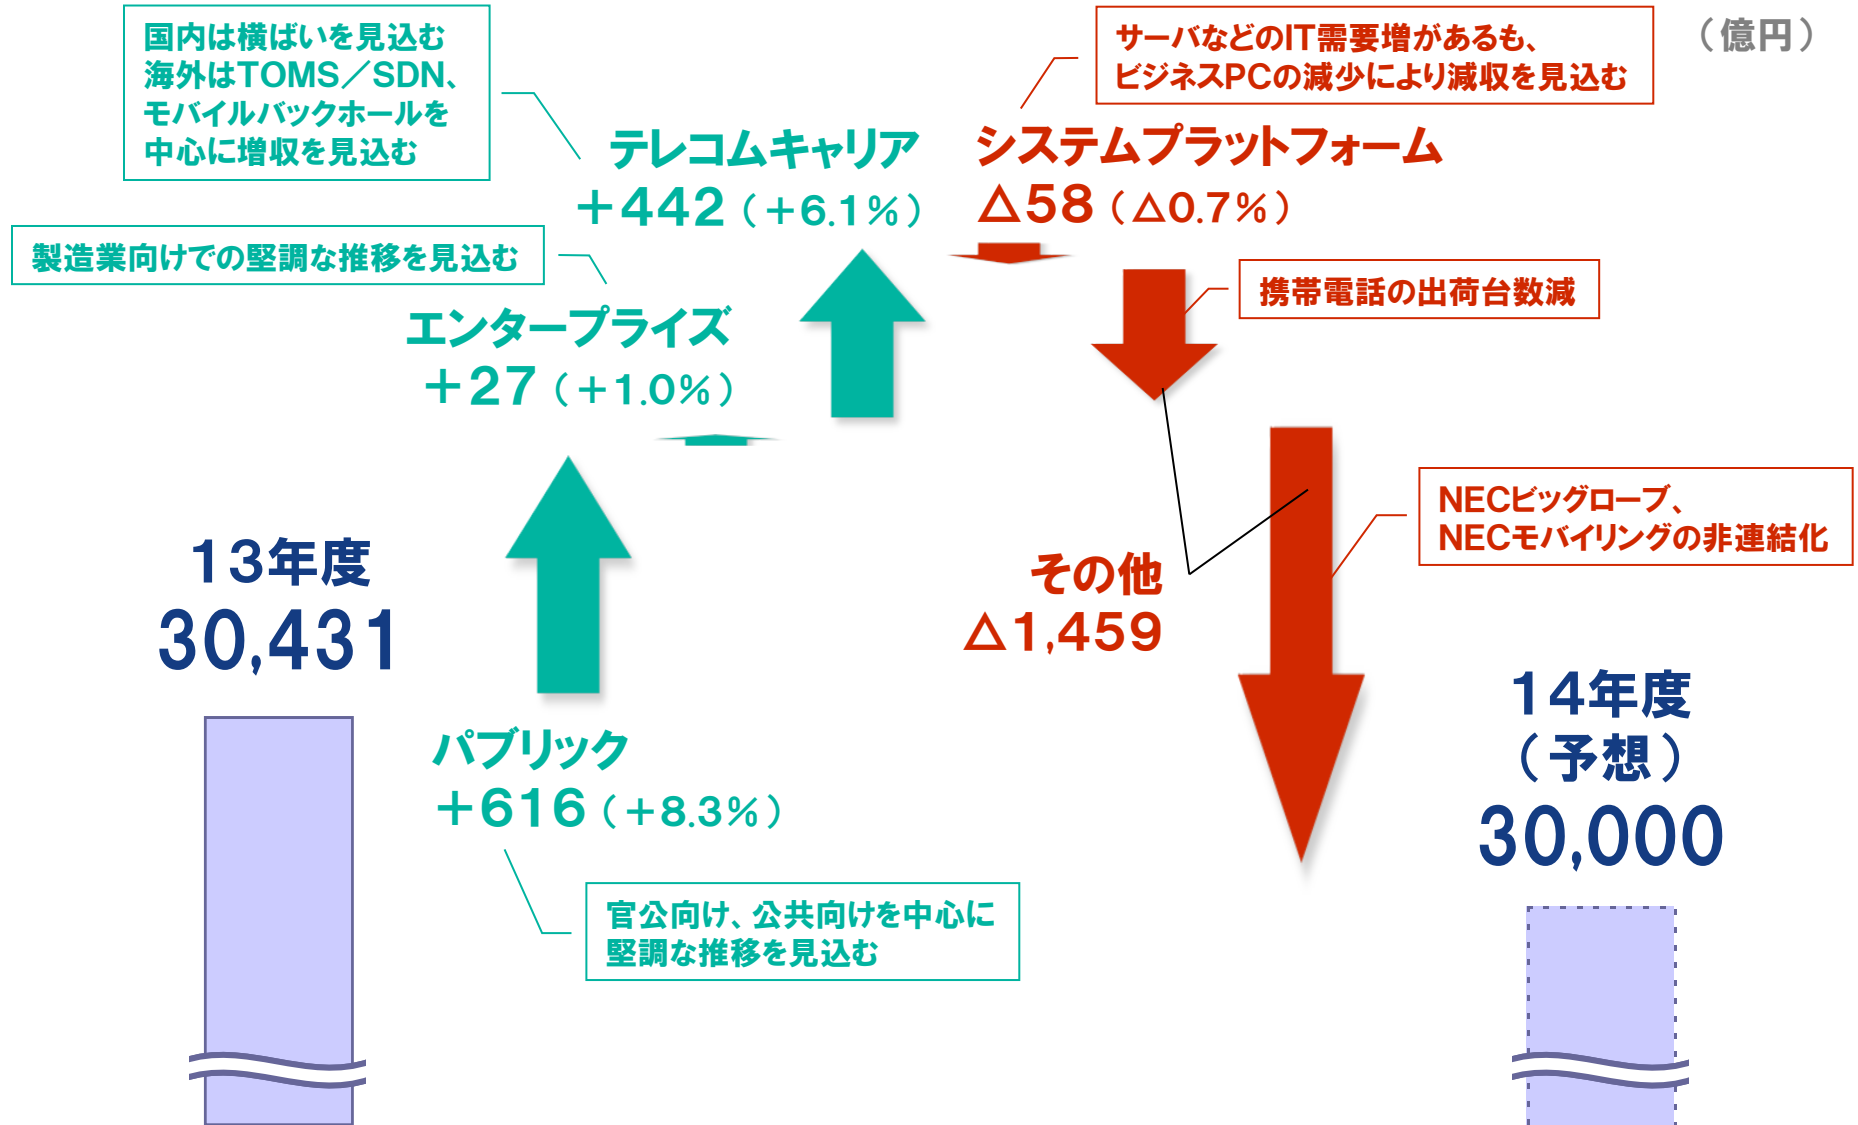 （億円）
国内は横ばいを見込む
海外はTOMS／SDN、
モバイルバックホールを
中心に増収を見込む
サーバなどのIT需要増があるも、
ビジネスPCの減少により減収を見込む
テレコムキャリア
＋442（＋6.1％）
システムプラットフォーム
△58（△0.7％）
製造業向けでの堅調な推移を見込む
携帯電話の出荷台数減
エンタープライズ
＋27（＋1.0％）
NECビッグローブ、
NECモバイリングの非連結化
13年度
30,431
その他
△1,459
パブリック
＋616（＋8.3％）
14年度
（予想）
30,000
官公向け、公共向けを中心に
堅調な推移を見込む